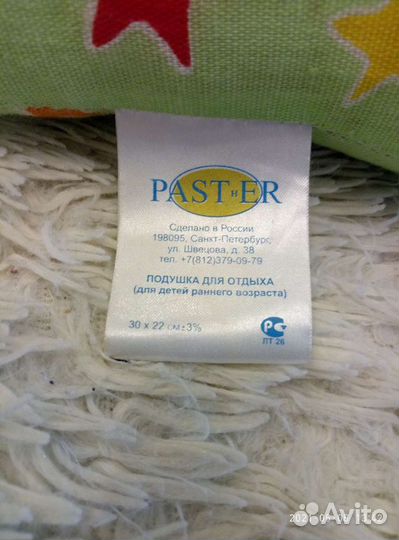 PAST н ER
Сделано в России
198095, Санкт-Петербург,
ул. Швецова, д. 38
тел. +7(812)379-09-79
ПОДУШКА ДЛЯ ОТДЫХА
(для детей раннего возраста)
30 х 22 см±3%
РС
ЛТ 26
Avito